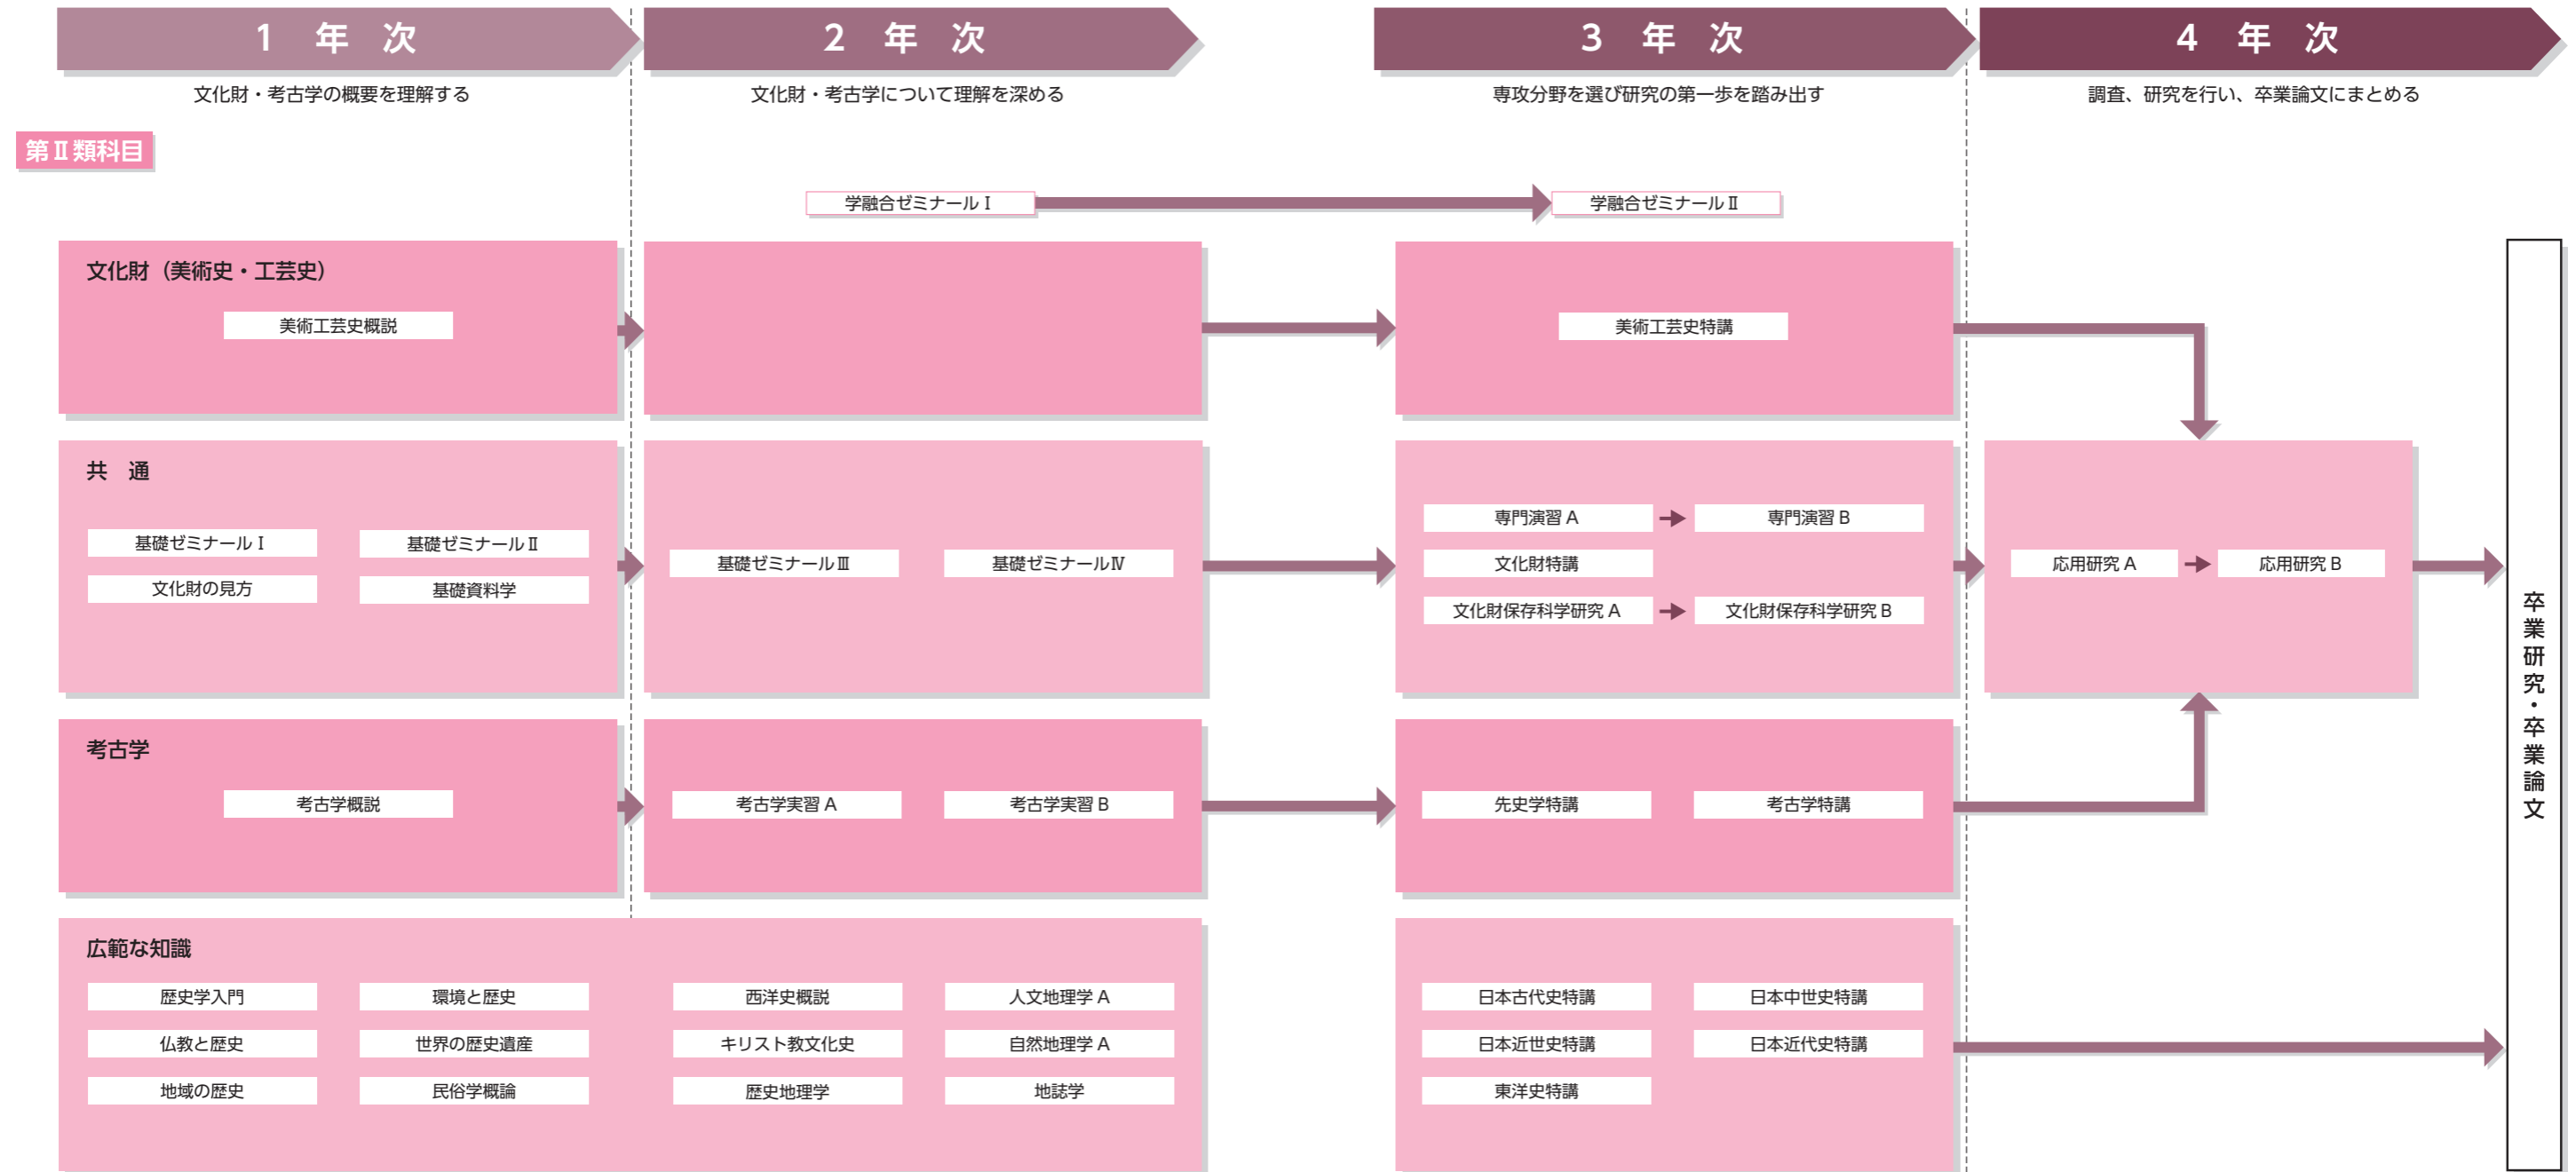 1 年 次
2 年 次
3 年 次
4 年 次
文化財・考古学の概要を理解する
文化財・考古学について理解を深める
専攻分野を選び研究の第一歩を踏み出す
調査、研究を行い、卒業論文にまとめる
第Ⅱ類科目
学融合ゼミナールⅠ
学融合ゼミナールⅡ
文化財（美術史・工芸史）
美術工芸史概説
美術工芸史特講
共 通
基礎ゼミナールⅠ
基礎ゼミナールⅡ
文化財の見方
基礎資料学
基礎ゼミナールⅢ
基礎ゼミナールⅣ
専門演習 A
専門演習 B
文化財特講
文化財保存科学研究 A
文化財保存科学研究 B
応用研究 A
応用研究 B
考古学
考古学概説
考古学実習 A
考古学実習 B
先史学特講
考古学特講
広範な知識
歴史学入門
環境と歴史
西洋史概説
人文地理学 A
仏教と歴史
世界の歴史遺産
キリスト教文化史
自然地理学 A
地域の歴史
民俗学概論
歴史地理学
地誌学
日本古代史特講
日本中世史特講
日本近世史特講
日本近代史特講
東洋史特講
卒業研究・卒業論文